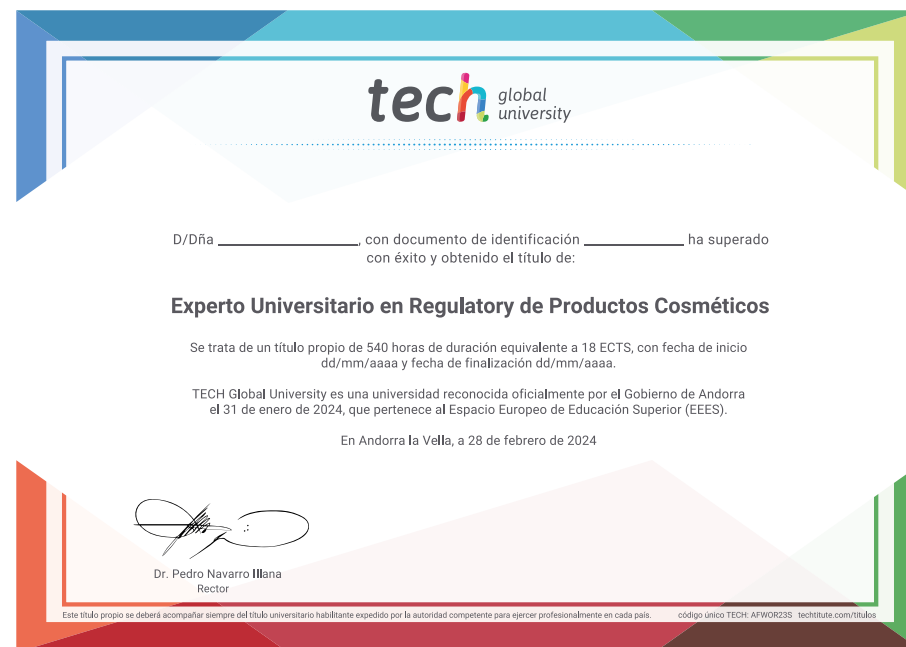 tech global university
D/Dña ______________, con documento de identificación __________ ha superado
con éxito y obtenido el título de:
Experto Universitario en Regulatory de Productos Cosméticos
Se trata de un título propio de 540 horas de duración equivalente a 18 ECTS, con fecha de inicio
dd/mm/aaaa y fecha de finalización dd/mm/aaaa.
TECH Global University es una universidad reconocida oficialmente por el Gobierno de Andorra
el 31 de enero de 2024, que pertenece al Espacio Europeo de Educación Superior (EEES).
En Andorra la Vella, a 28 de febrero de 2024
Dr. Pedro Navarro Illana
Rector
Este título propio se deberá acompañar siempre del título universitario habilitante expedido por la autoridad competente para ejercer profesionalmente en cada país. código único TECH: AFWOR23S techtitute.com/titulos